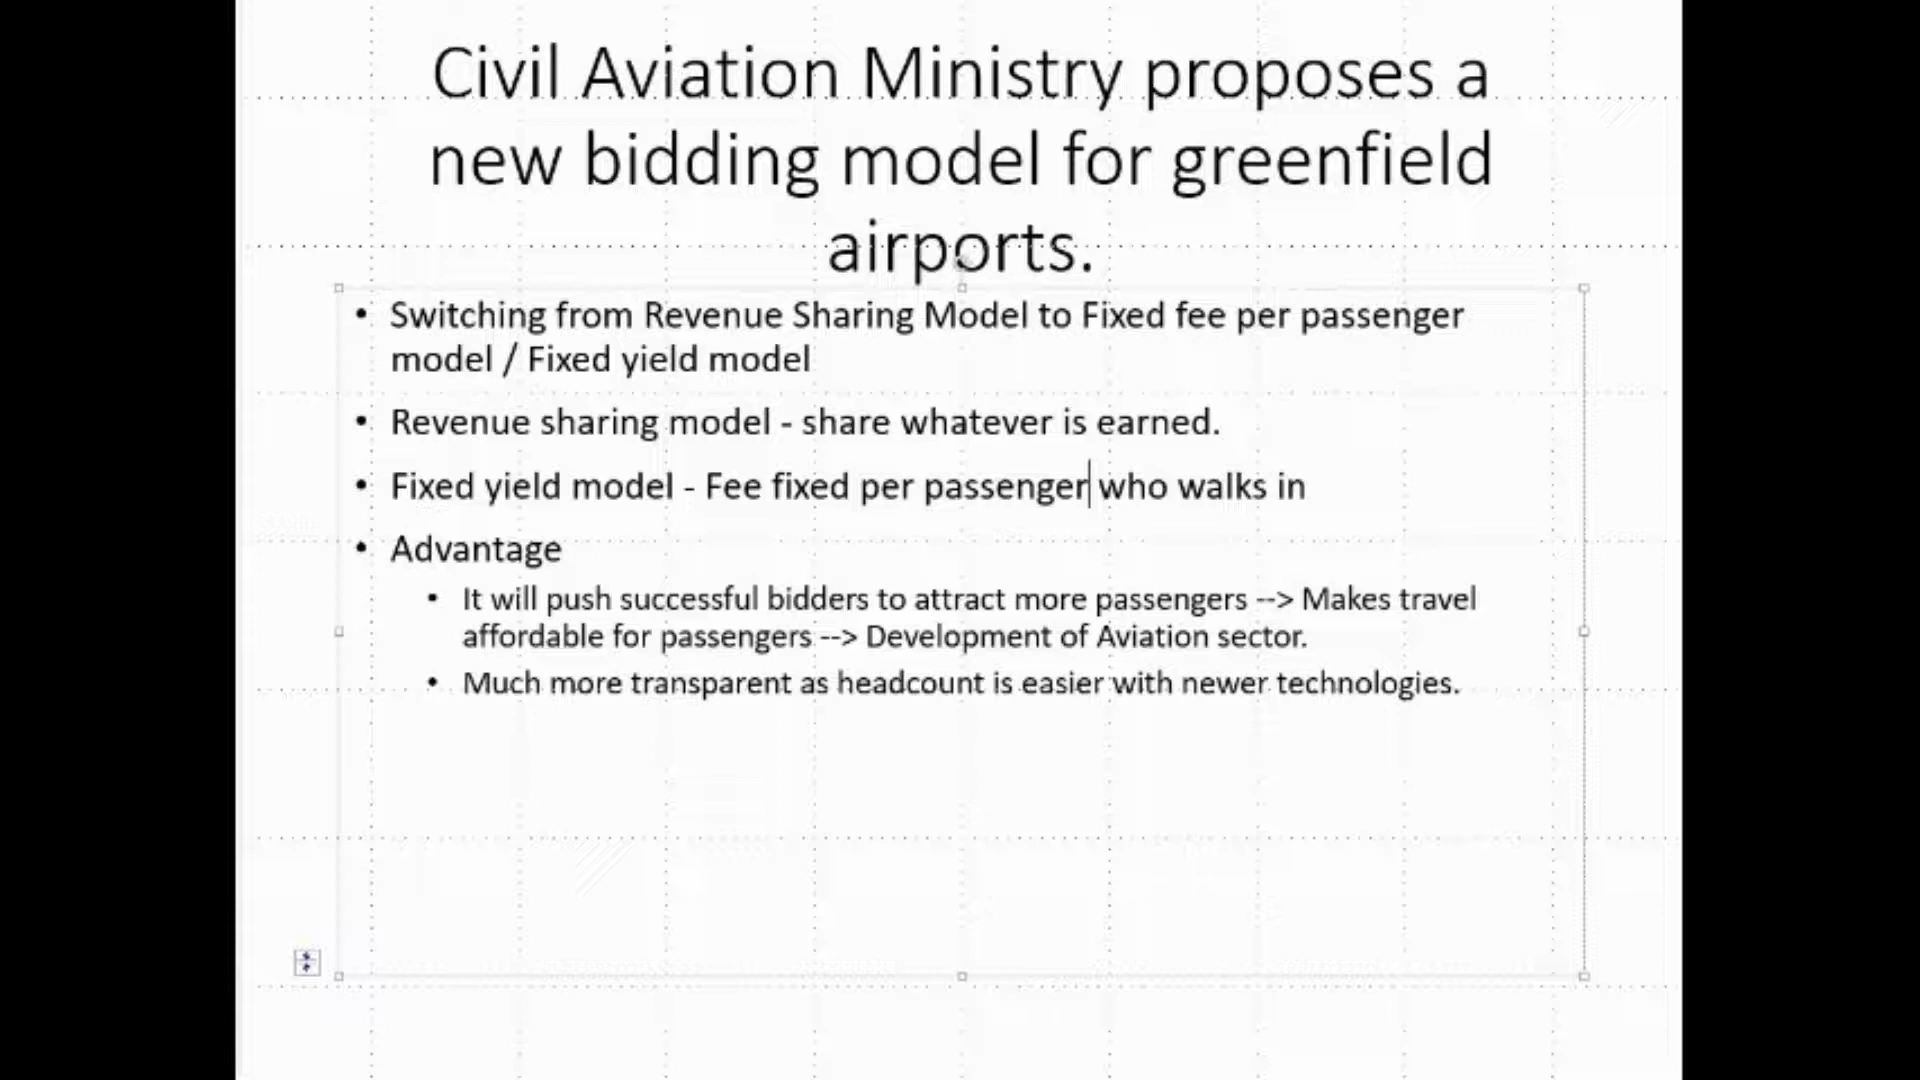 Civil Aviation Ministry proposes a
new bidding model for greenfield
airports.
• Switching from Revenue Sharing Model to Fixed fee per passenger
model / Fixed yield model
• Revenue sharing model - share whatever is earned.
• Fixed yield model - Fee fixed per passenger who walks in
• Advantage
• It will push successful bidders to attract more passengers --> Makes travel
affordable for passengers --> Development of Aviation sector.
• Much more transparent as headcount is easier with newer technologies.